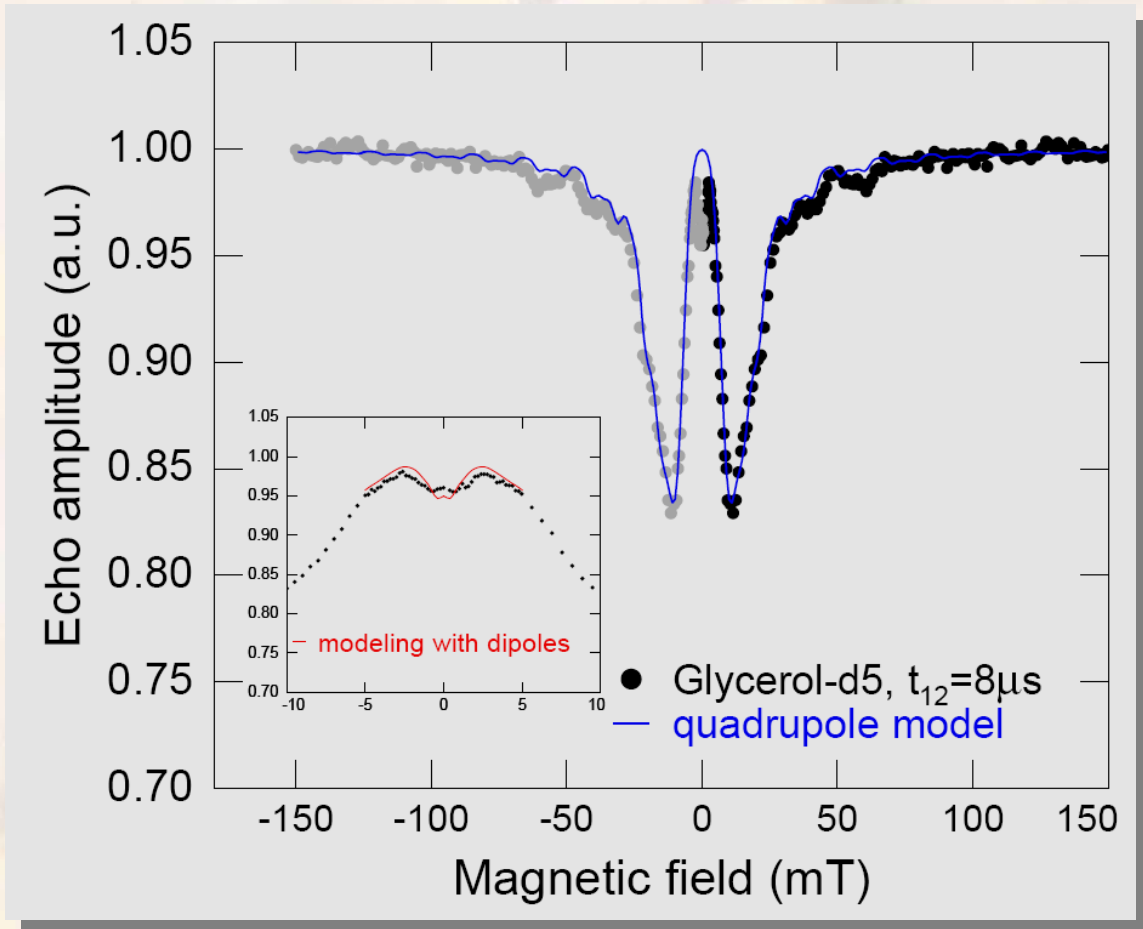 1.05
1.00
0.95
0.90
0.85
0.80
0.75
0.70
Echo amplitude (a.u.)
-150 -100 -50 0 50 100 150
Magnetic field (mT)
1.05
1.00
0.95
0.90
0.85
0.80
0.75
0.70
-10 -5 0 5 10
modeling with dipoles
Glycerol-d5, t₁₂=8μs
quadrupole model